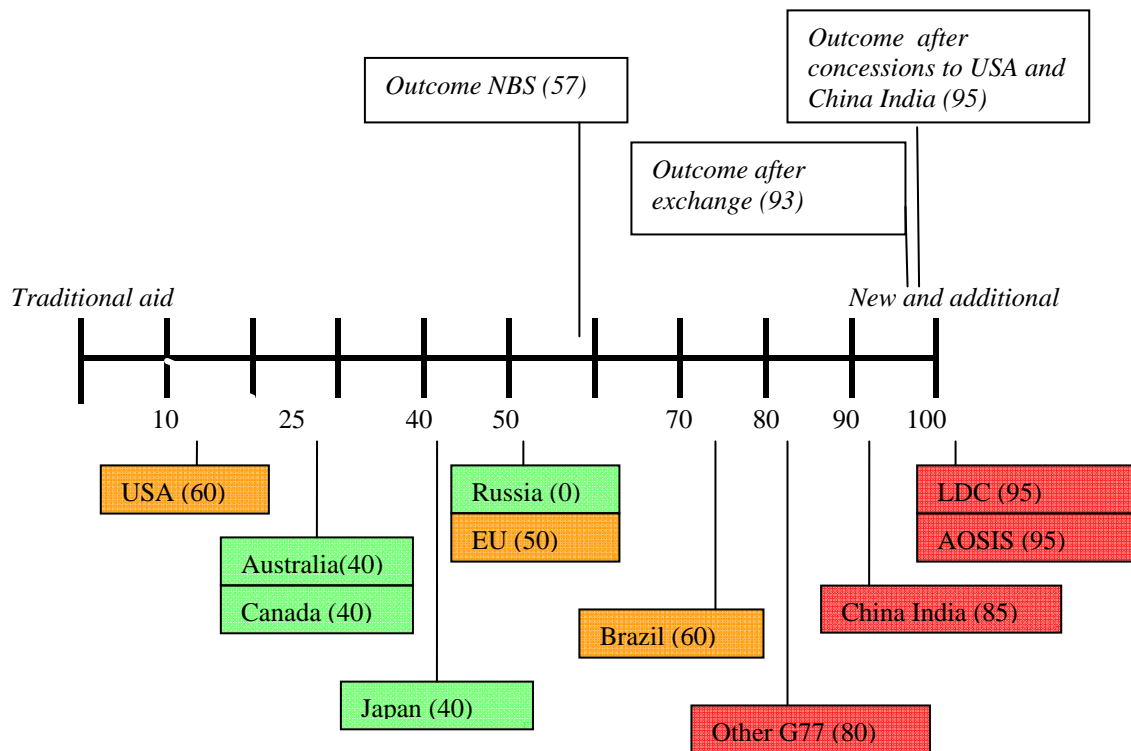 Outcome after
concessions to USA and
China India (95)
Outcome NBS (57)
Outcome after
exchange (93)
Traditional aid
New and additional
10 25 40 50 70 80 90 100
USA (60)
Russia (0)
LDC (95)
EU (50)
AOSIS (95)
Australia(40)
Canada (40)
China India (85)
Brazil (60)
Japan (40)
Other G77 (80)